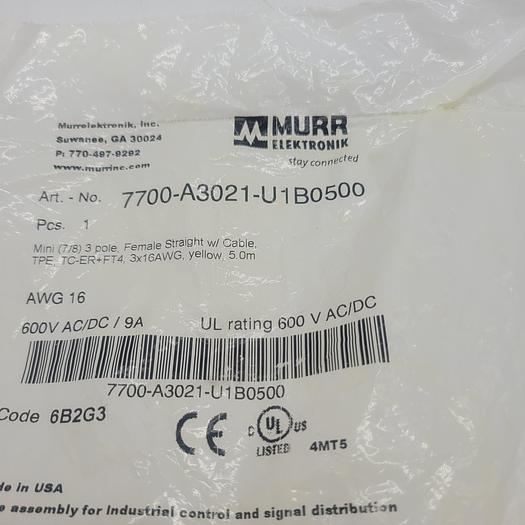 Murrelektronik, Inc.
Suwanee, GA 30024
P: 770-497-9292
www.murrinc.com
MURR
ELEKTRONIK
stay connected
Art. - No. 7700-A3021-U1B0500
Pcs. 1
Mini (7/8) 3 pole, Female Straight w/ Cable,
TPE, TC-ER+FT4, 3x16AWG, yellow, 5.0m
AWG 16
600V AC/DC / 9A UL rating 600 V AC/DC
7700-A3021-U1B0500
Code 6B2G3
CE
C UL US
LISTED 4MT5
in USA
assembly for Industrial control and signal distribution